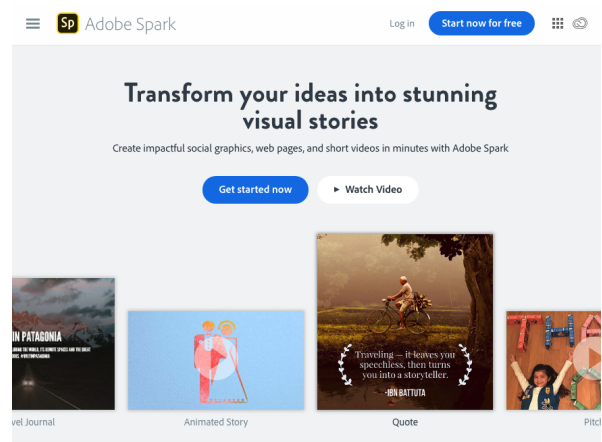 Sp Adobe Spark
Log in
Start now for free
Transform your ideas into stunning
visual stories
Create impactful social graphics, web pages, and short videos in minutes with Adobe Spark
Get started now
Watch Video
IN PATAGONIA
Traveling — it leaves you
speechless, then turns
you into a storyteller.
-IBN BATTUTA
THA
vel Journal
Animated Story
Quote
Pitch